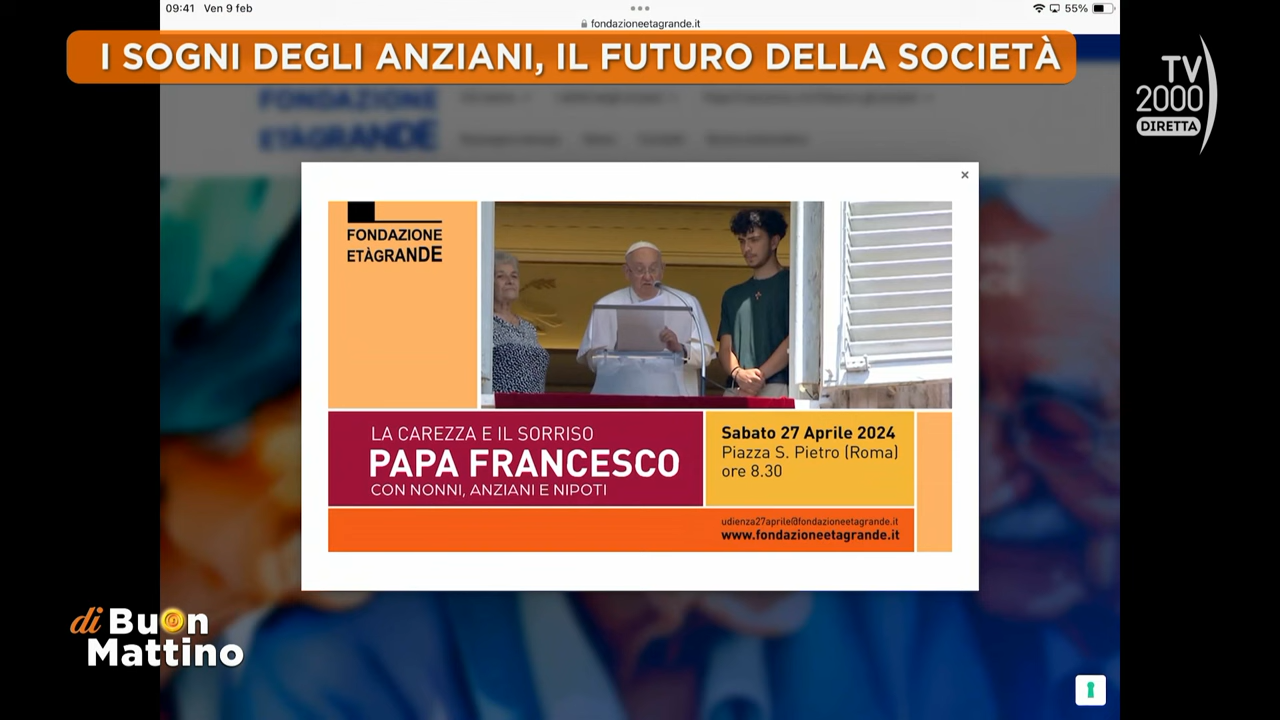 09:41 Ven 9 feb
55%
fondazioneetagrande.it
I SOGNI DEGLI ANZIANI, IL FUTURO DELLA SOCIETÀ
TV
2000
DIRETTA
FONDAZIONE
ETÀGRANDE
×
FONDAZIONE
ETÀGRANDE
LA CAREZZA E IL SORRISO
PAPA FRANCESCO
CON NONNI, ANZIANI E NIPOTI
Sabato 27 Aprile 2024
Piazza S. Pietro (Roma)
ore 8.30
udienza27aprile@fondazioneetagrande.it
www.fondazioneetagrande.it
di Buon
Mattino